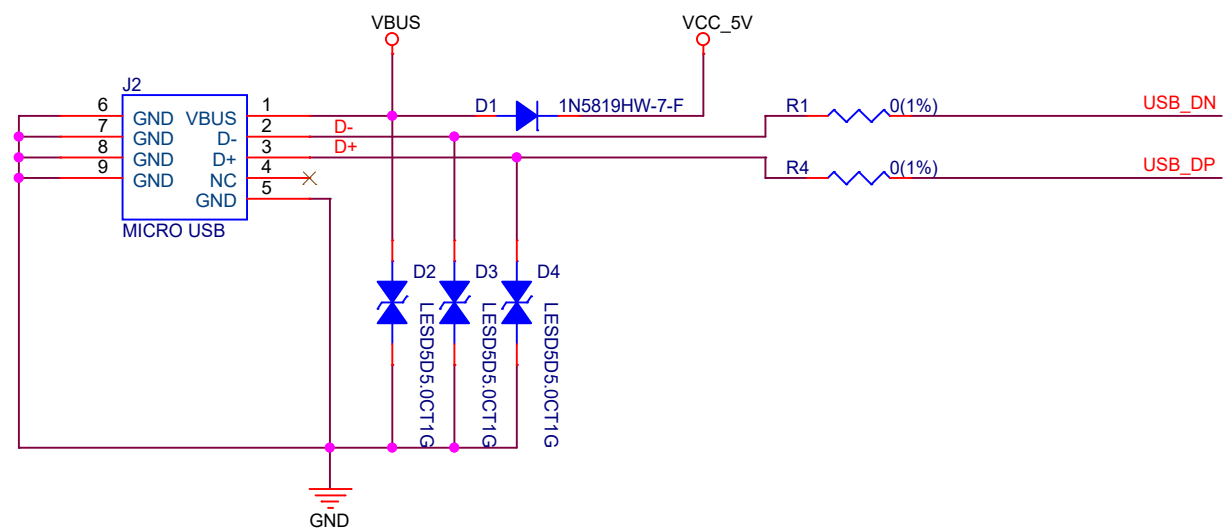 VBUS
VCC_5V
J2
6
GND
VBUS
1
D1
1N5819HW-7-F
R1
0(1%)
USB_DN
7
GND
D-
2
D-
8
GND
D+
3
D+
9
GND
NC
4
R4
0(1%)
USB_DP
GND
5
MICRO USB
D2
D3
D4
LESD5D5.0CT1G
LESD5D5.0CT1G
LESD5D5.0CT1G
GND